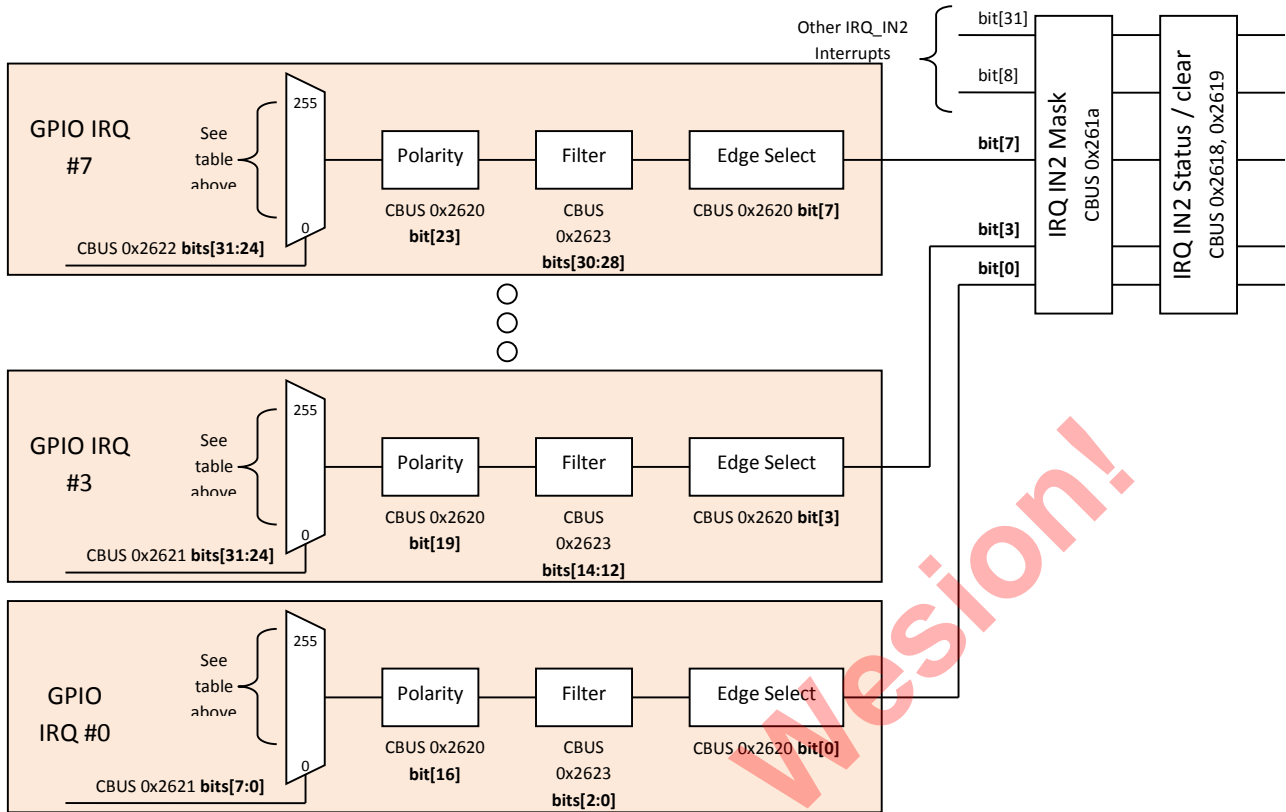 Other IRQ_IN2
Interrupts
bit[31]
bit[8]
bit[7]
bit[3]
bit[0]
IRQ IN2 Mask
CBUS 0x261a
IRQ IN2 Status / clear
CBUS 0x2618, 0x2619
GPIO IRQ
#7
See
table
above
255
0
CBUS 0x2622 bits[31:24]
Polarity
CBUS 0x2620
bit[23]
Filter
CBUS
0x2623
bits[30:28]
Edge Select
CBUS 0x2620 bit[7]
GPIO IRQ
#3
See
table
above
255
0
CBUS 0x2621 bits[31:24]
Polarity
CBUS 0x2620
bit[19]
Filter
CBUS
0x2623
bits[14:12]
Edge Select
CBUS 0x2620 bit[3]
GPIO
IRQ #0
See
table
above
255
0
CBUS 0x2621 bits[7:0]
Polarity
CBUS 0x2620
bit[16]
Filter
CBUS
0x2623
bits[2:0]
Edge Select
CBUS 0x2620 bit[0]
Wesion!